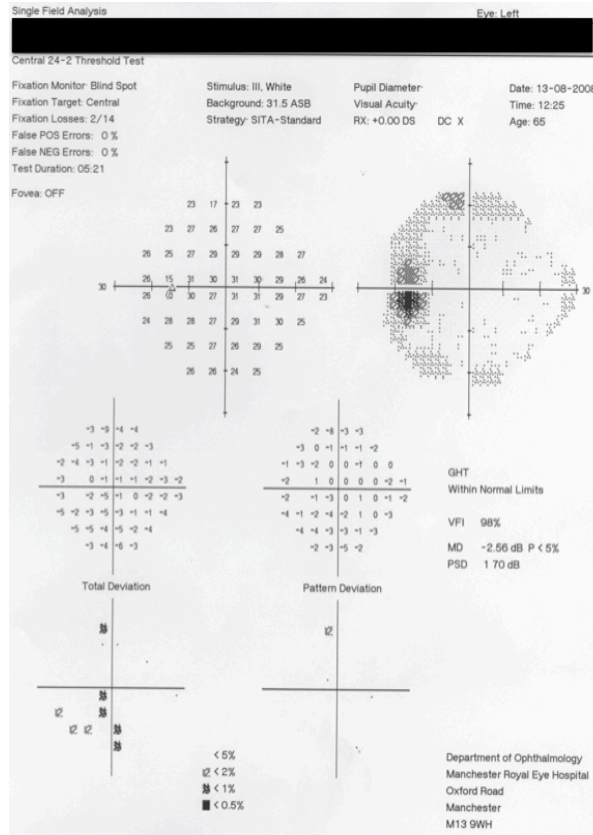 Single Field Analysis
Eye: Left
Central 24-2 Threshold Test
Fixation Monitor: Blind Spot
Fixation Target: Central
Fixation Losses: 2/14
False POS Errors: 0 %
False NEG Errors: 0 %
Test Duration: 05:21
Fovea: OFF
Stimulus: III, White
Background: 31.5 ASB
Strategy: SITA-Standard
Pupil Diameter:
Visual Acuity:
RX: +0.00 DS DC X
Date: 13-08-2008
Time: 12:25
Age: 65
23 17 23 23
23 27 26 27 27 25
26 25 27 29 29 29 28 27
30 26 15 31 30 31 30 29 26 24 30
26 30 27 31 31 29 27 23
24 28 28 27 29 31 30 25
25 25 27 26 29 25
26 26 24 25
-3 -9 -4 -4
-5 -1 -3 -2 -2 -3
-2 -4 -3 -1 -2 -2 -1 -1
-3 0 -1 -1 -1 -2 -3 -2
-3 -2 -5 -1 0 -2 -2 -3
-5 -2 -3 -5 -3 -1 -1 -4
-5 -5 -4 -5 -2 -4
-3 -4 -6 -3
Total Deviation
-2 -8 -3 -3
-3 0 -1 -1 -1 -2
-1 -3 -2 0 0 -1 0 0
-2 1 0 0 0 0 -2 -1
-2 -1 -3 0 1 0 -1 -2
-4 -1 -2 -4 -2 1 0 -3
-4 -4 -3 -3 -1 -3
-2 -3 -5 -2
Pattern Deviation
GHT
Within Normal Limits
VFI 98%
MD -2.56 dB P < 5%
PSD 1 70 dB
< 5%
< 2%
< 1%
< 0.5%
Department of Ophthalmology
Manchester Royal Eye Hospital
Oxford Road
Manchester
M13 9WH